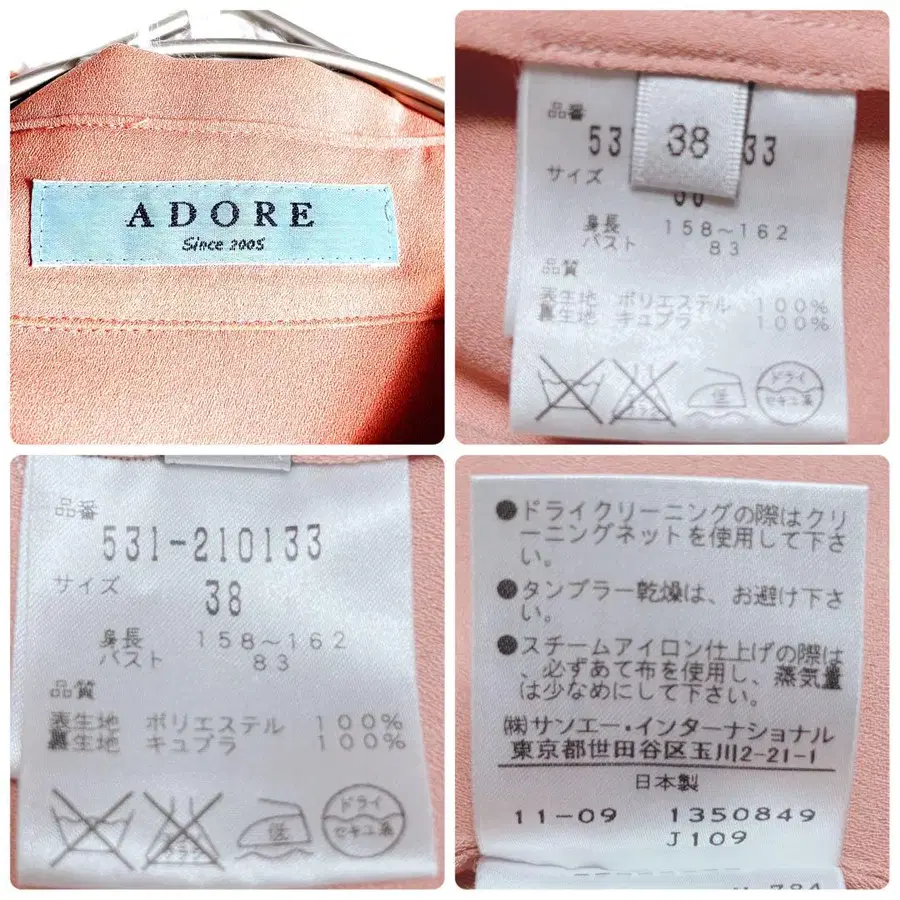 ADORE
Since 2005
38
品番
53
33
サイズ
38
身長 158~162
バスト 83
品質
表生地 ポリエステル 100%
裏生地 キュプラ 100%
低
ドライ
セキユ系
品番
531-210133
サイズ
38
身長 158~162
バスト 83
品質
表生地 ポリエステル 100%
裏生地 キュプラ 100%
低
ドライ
セキユ系
●ドライクリーニングの際はクリ
ーニングネットを使用して下さ
い。
●タンブラー乾燥は、お避け下さ
い。
●スチームアイロン仕上げの際は
、必ずあて布を使用し、蒸気量
は少なめにして下さい。
㈱サンエー・インターナショナル
東京都世田谷区玉川2-21-1
日本製
11-09 1350849
J109